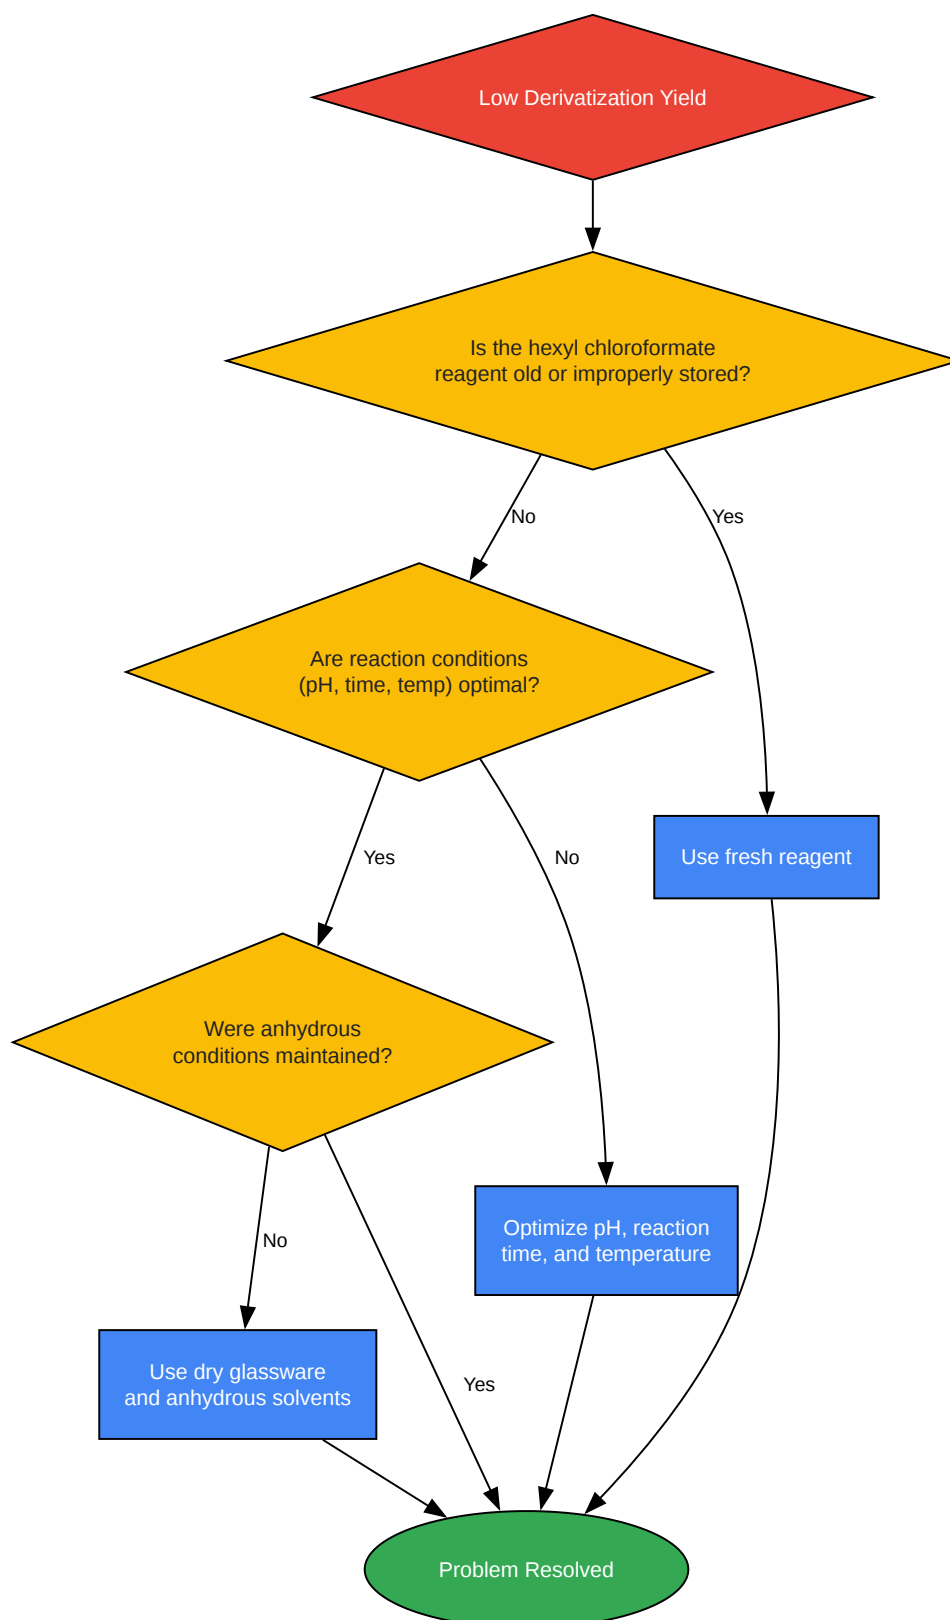 Low Derivatization Yield
Is the hexyl chloroformate
reagent old or improperly stored?
No
Yes
Are reaction conditions
(pH, time, temp) optimal?
Yes
No
Use fresh reagent
Were anhydrous
conditions maintained?
No
Optimize pH, reaction
time, and temperature
Use dry glassware
and anhydrous solvents
Yes
Problem Resolved